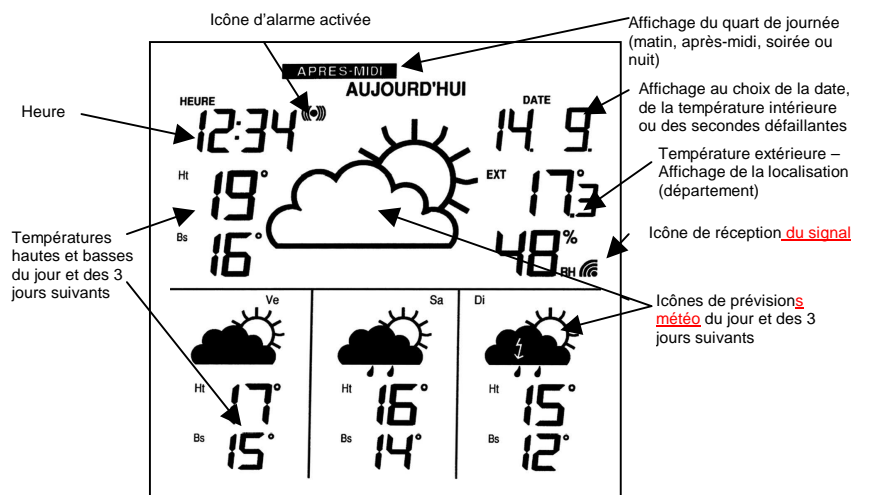 Icône d'alarme activée
Affichage du quart de journée
(matin, après-midi, soirée ou
nuit)
APRES-MIDI
AUJOURD'HUI
Heure
HEURE
12:34
DATE
14. 9.
Affichage au choix de la date,
de la température intérieure
ou des secondes défaillantes
Ht
19°
EXT
17.3°
Température extérieure –
Affichage de la localisation
(département)
Températures
hautes et basses
du jour et des 3
jours suivants
Bs
16°
48%
RH
Icône de réception du signal
Icônes de prévisions
météo du jour et des 3
jours suivants
Ve
Sa
Di
Ht
17°
Ht
16°
Ht
15°
Bs
15°
Bs
14°
Bs
12°